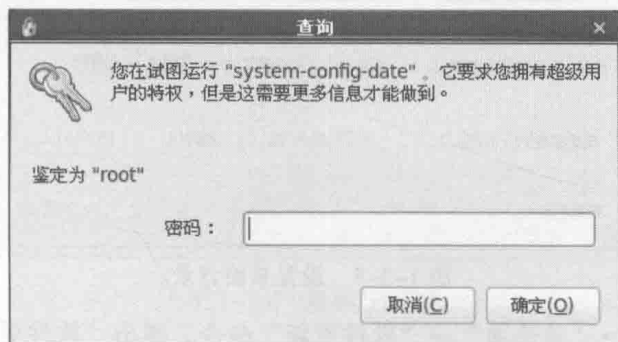 查询
您在试图运行 "system-config-date" 。它要求您拥有超级用
户的特权，但是这需要更多信息才能做到。
鉴定为 "root"
密码：
取消(C)
确定(O)